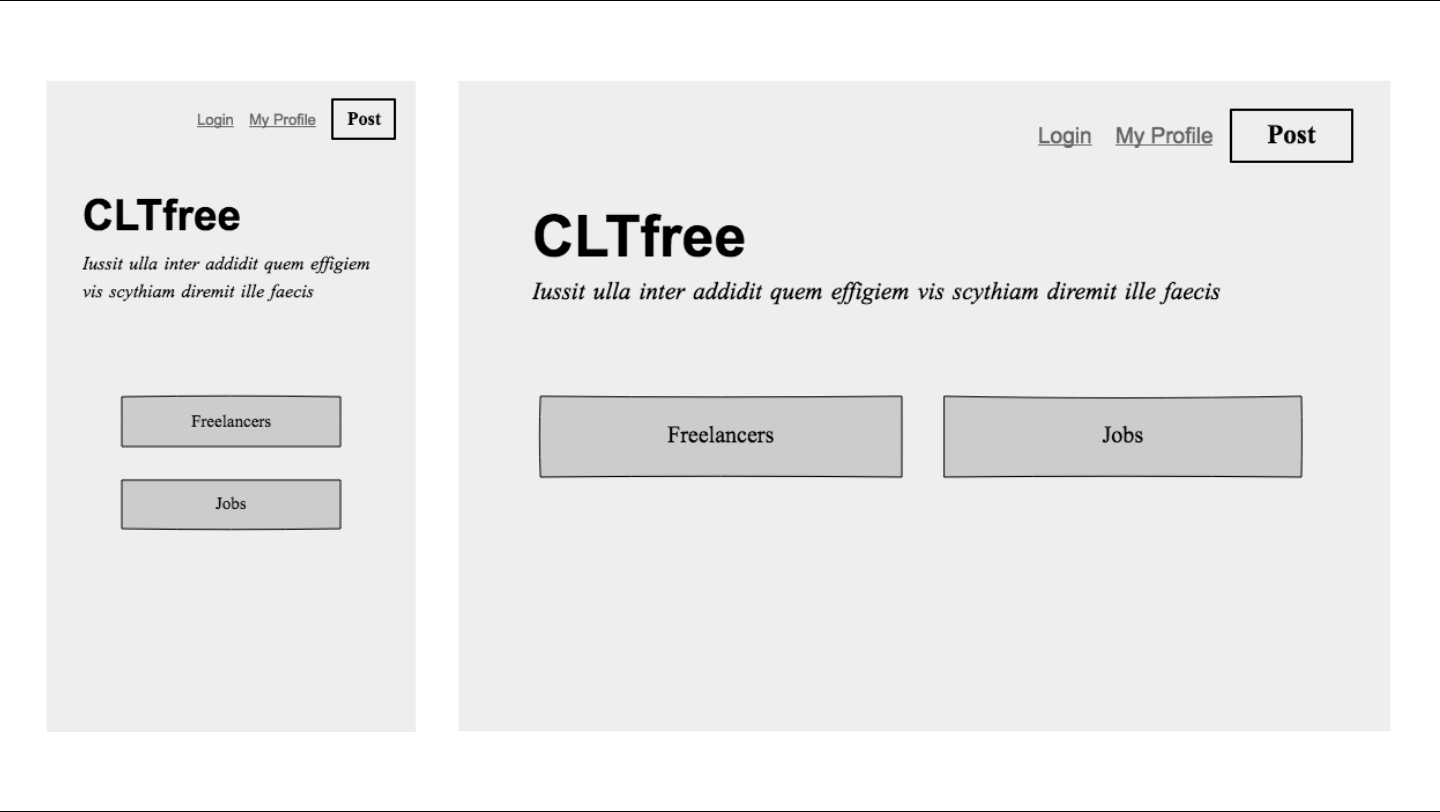 Login My Profile Post
CLTfree
Iussit ulla inter addidit quem effigiem
vis scythiam diremit ille faecis
Freelancers
Jobs
Login My Profile Post
CLTfree
Iussit ulla inter addidit quem effigiem vis scythiam diremit ille faecis
Freelancers Jobs